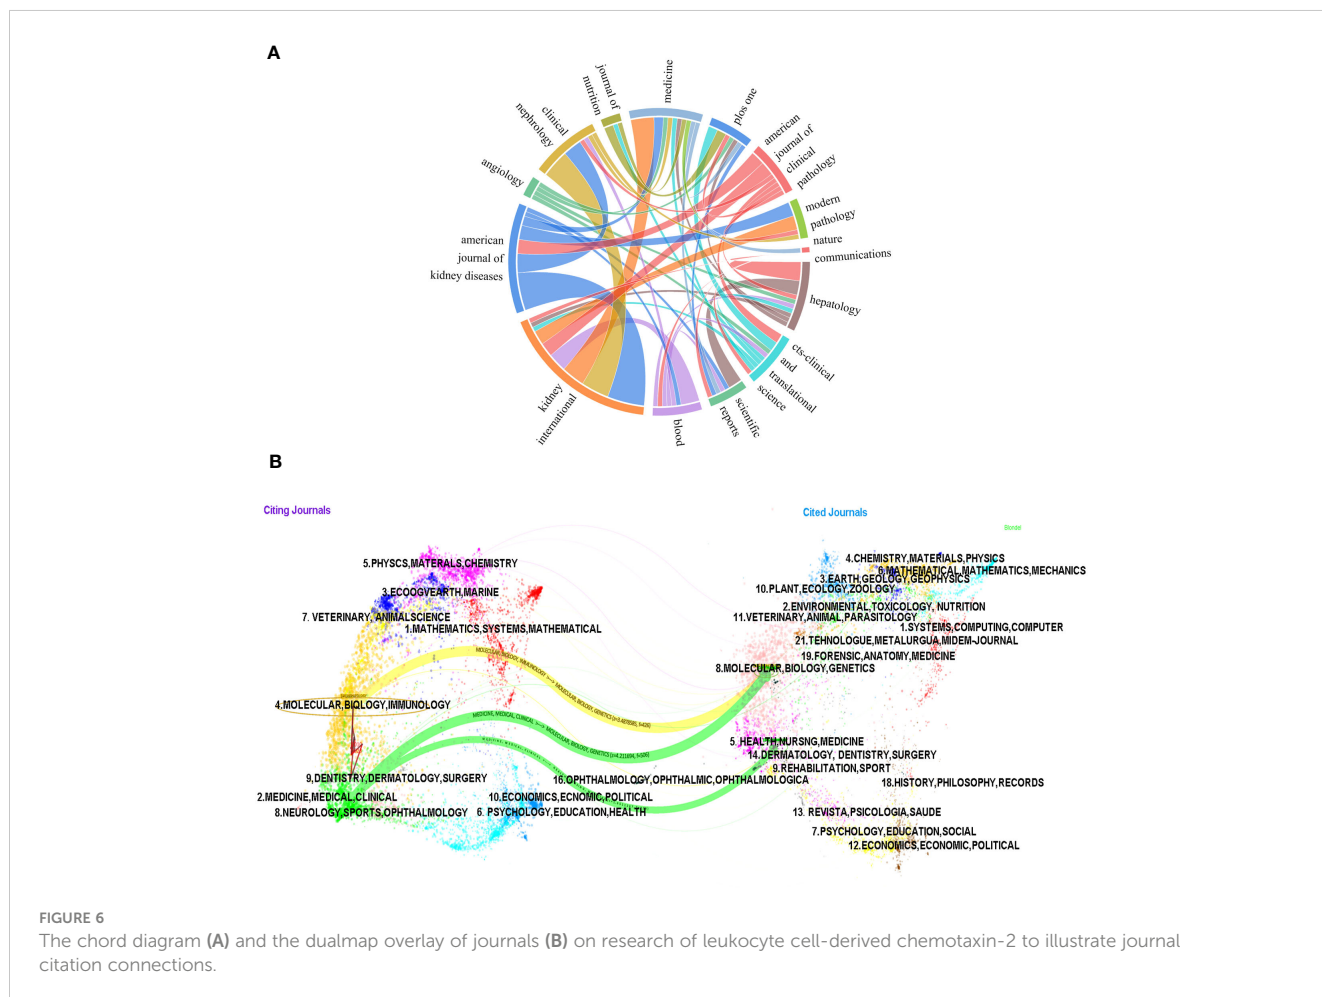 A
journal of
nutrition
clinical
nephrology
angiology
american
journal of
kidney diseases
kidney
international
blood
scientific
reports
cts-clinical
and
translational
science
hepatology
nature
communications
modern
pathology
american
journal of
clinical
pathology
plos one
medicine
B
Citing Journals
Cited Journals
5.PHYSCS,MATERALS,CHEMISTRY
3.ECOOGVEARTH,MARINE
7. VETERINARY, ANIMALSCIENCE
1.MATHEMATICS,SYSTEMS,MATHEMATICAL
4.MOLECULAR,BIOLOGY,IMMUNOLOGY
9,DENTISTRY,DERMATOLOGY,SURGERY
2.MEDICINE,MEDICAL,CLINICAL
8.NEUROLOGY,SPORTS,OPHTHALMOLOGY
10.ECONOMICS,ECNOMIC,POLITICAL
6. PSYCHOLOGY,EDUCATION,HEALTH
4.CHEMISTRY,MATERIALS,PHYSICS
6.MATHEMATICAL,MATHEMATICS,MECHANICS
3.EARTH,GEOLOGY,GEOPHYSICS
10.PLANT,ECOLOGY,ZOOLOGY
2.ENVIRONMENTAL,TOXICOLOGY, NUTRITION
11.VETERINARY,ANIMAL,PARASITOLOGY
1.SYSTEMS,COMPUTING,COMPUTER
21.TEHNOLOGUE,METALURGUA,MIDEM-JOURNAL
19.FORENSIC,ANATOMY,MEDICINE
8.MOLECULAR,BIOLOGY,GENETICS
5. HEALTH,NURSNG,MEDICINE
14.DERMATOLOGY, DENTISTRY,SURGERY
9.REHABILITATION,SPORT
16.OPHTHALMOLOGY,OPHTHALMIC,OPHTHALMOLOGICA
18.HISTORY,PHILOSOPHY,RECORDS
13. REVISTA,PSICOLOGIA,SAUDE
7.PSYCHOLOGY,EDUCATION,SOCIAL
12.ECONOMICS,ECONOMIC,POLITICAL
FIGURE 6
The chord diagram (A) and the dualmap overlay of journals (B) on research of leukocyte cell-derived chemotaxin-2 to illustrate journal
citation connections.